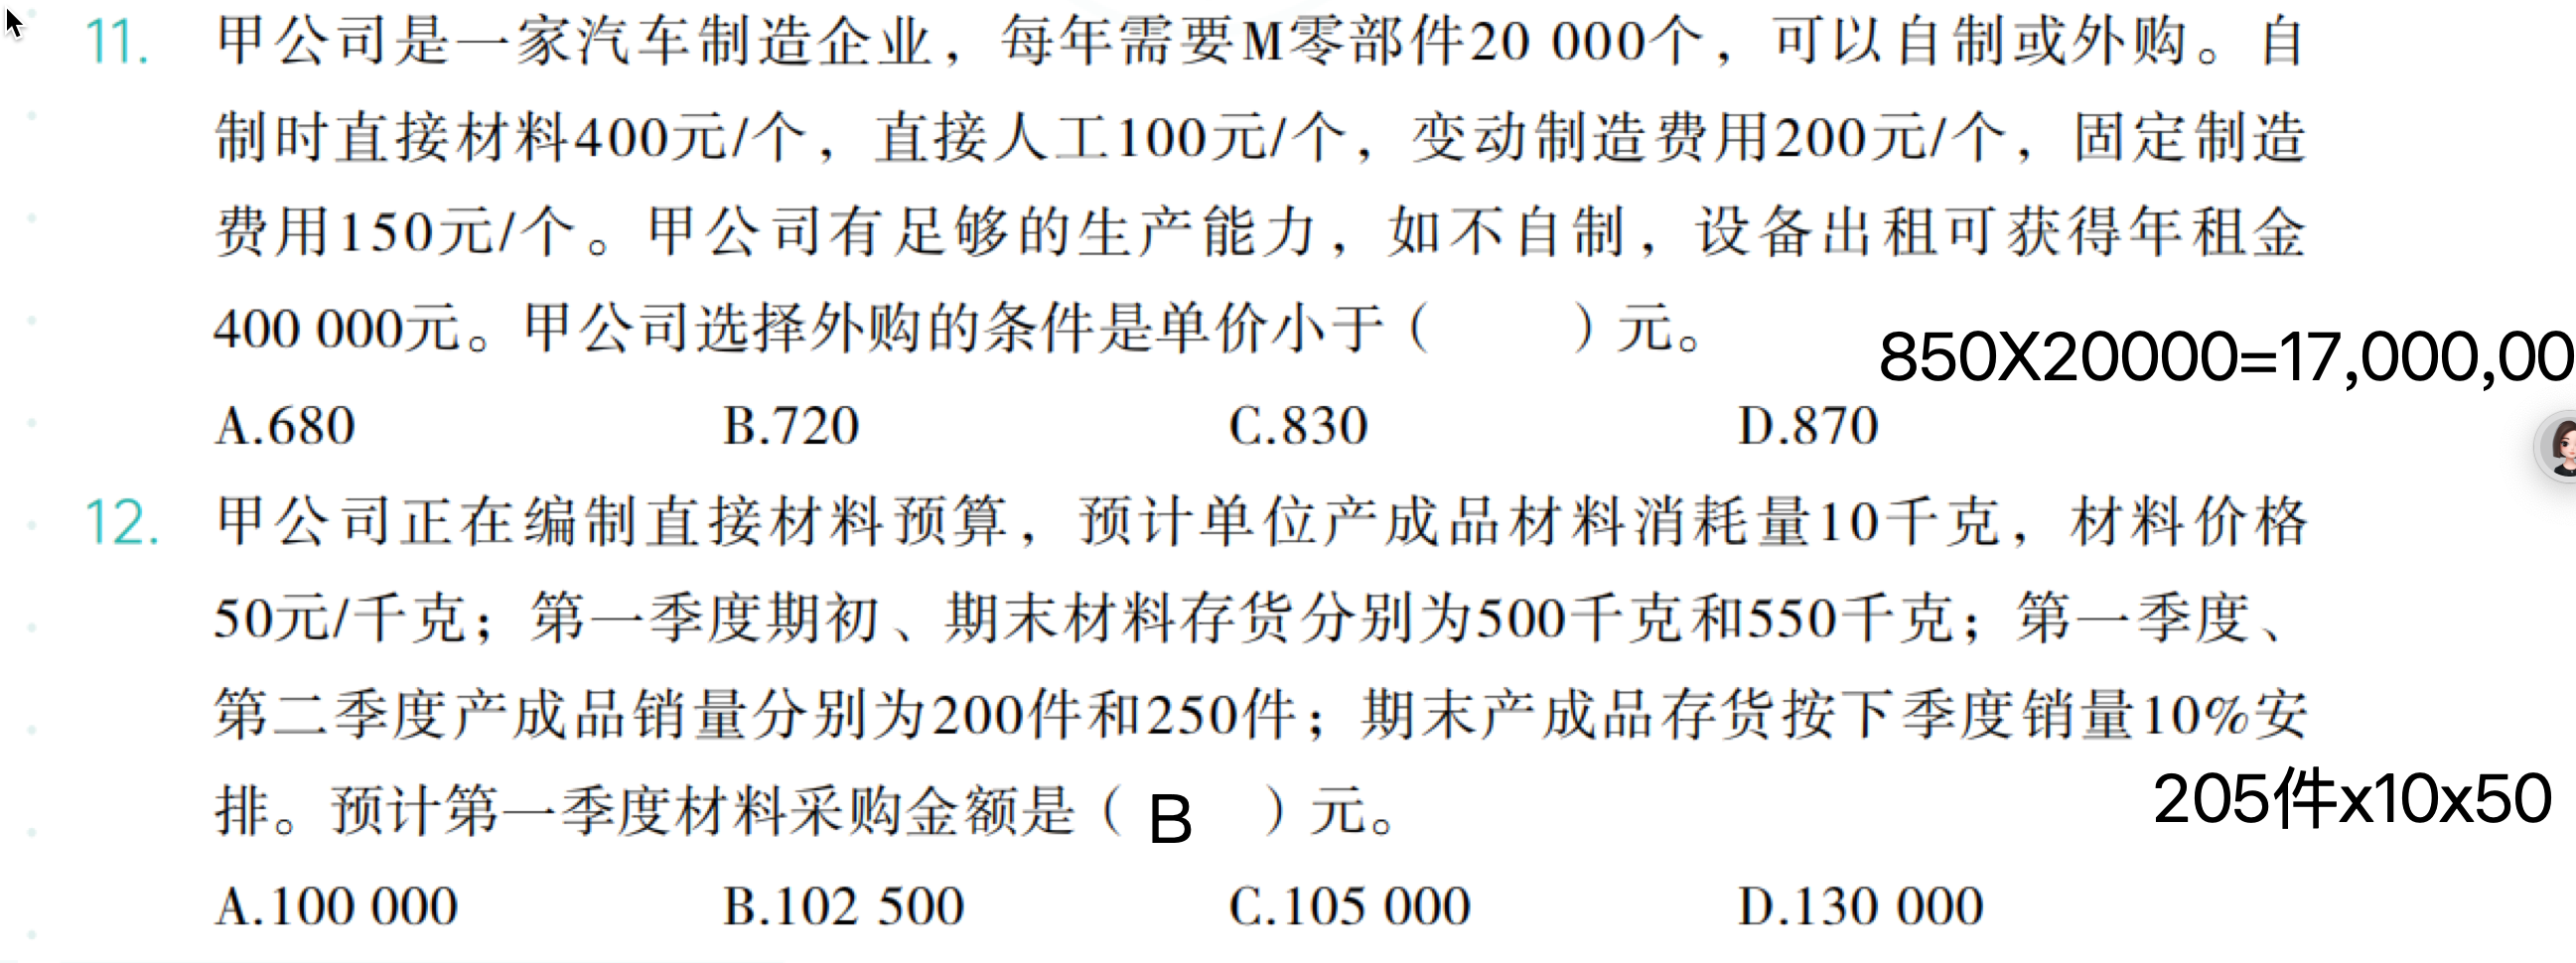 11. 甲公司是一家汽车制造企业，每年需要M零部件20 000个，可以自制或外购。自
制时直接材料400元/个，直接人工100元/个，变动制造费用200元/个，固定制造
费用150元/个。甲公司有足够的生产能力，如不自制，设备出租可获得年租金
400 000元。甲公司选择外购的条件是单价小于（　　）元。
850X20000=17,000,00
A.680 B.720 C.830 D.870
12. 甲公司正在编制直接材料预算，预计单位产成品材料消耗量10千克，材料价格
50元/千克；第一季度期初、期末材料存货分别为500千克和550千克；第一季度、
第二季度产成品销量分别为200件和250件；期末产成品存货按下季度销量10%安
排。预计第一季度材料采购金额是（ B ）元。
205件x10x50
A.100 000 B.102 500 C.105 000 D.130 000